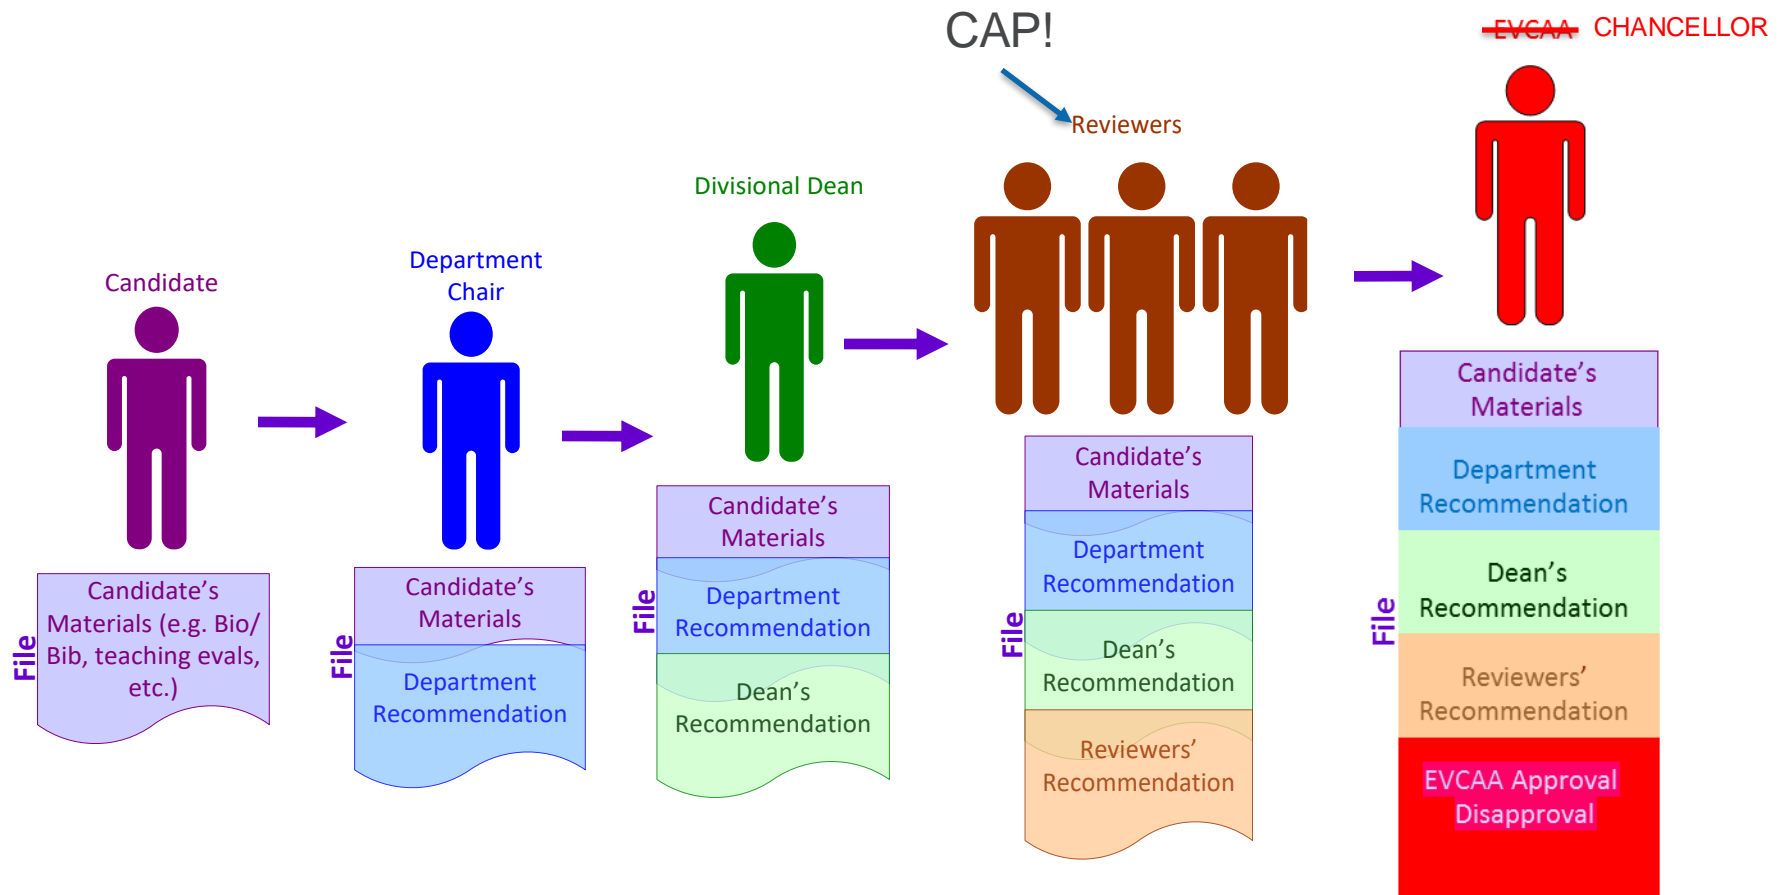 CAP!
EVCAA CHANCELLOR
Reviewers
Divisional Dean
Department
Chair
Candidate
File
Candidate’s
Materials (e.g. Bio/
Bib, teaching evals,
etc.)
File
Candidate’s
Materials
Department
Recommendation
File
Candidate’s
Materials
Department
Recommendation
Dean’s
Recommendation
File
Candidate’s
Materials
Department
Recommendation
Dean’s
Recommendation
Reviewers’
Recommendation
File
Candidate’s
Materials
Department
Recommendation
Dean’s
Recommendation
Reviewers’
Recommendation
EVCAA Approval
Disapproval